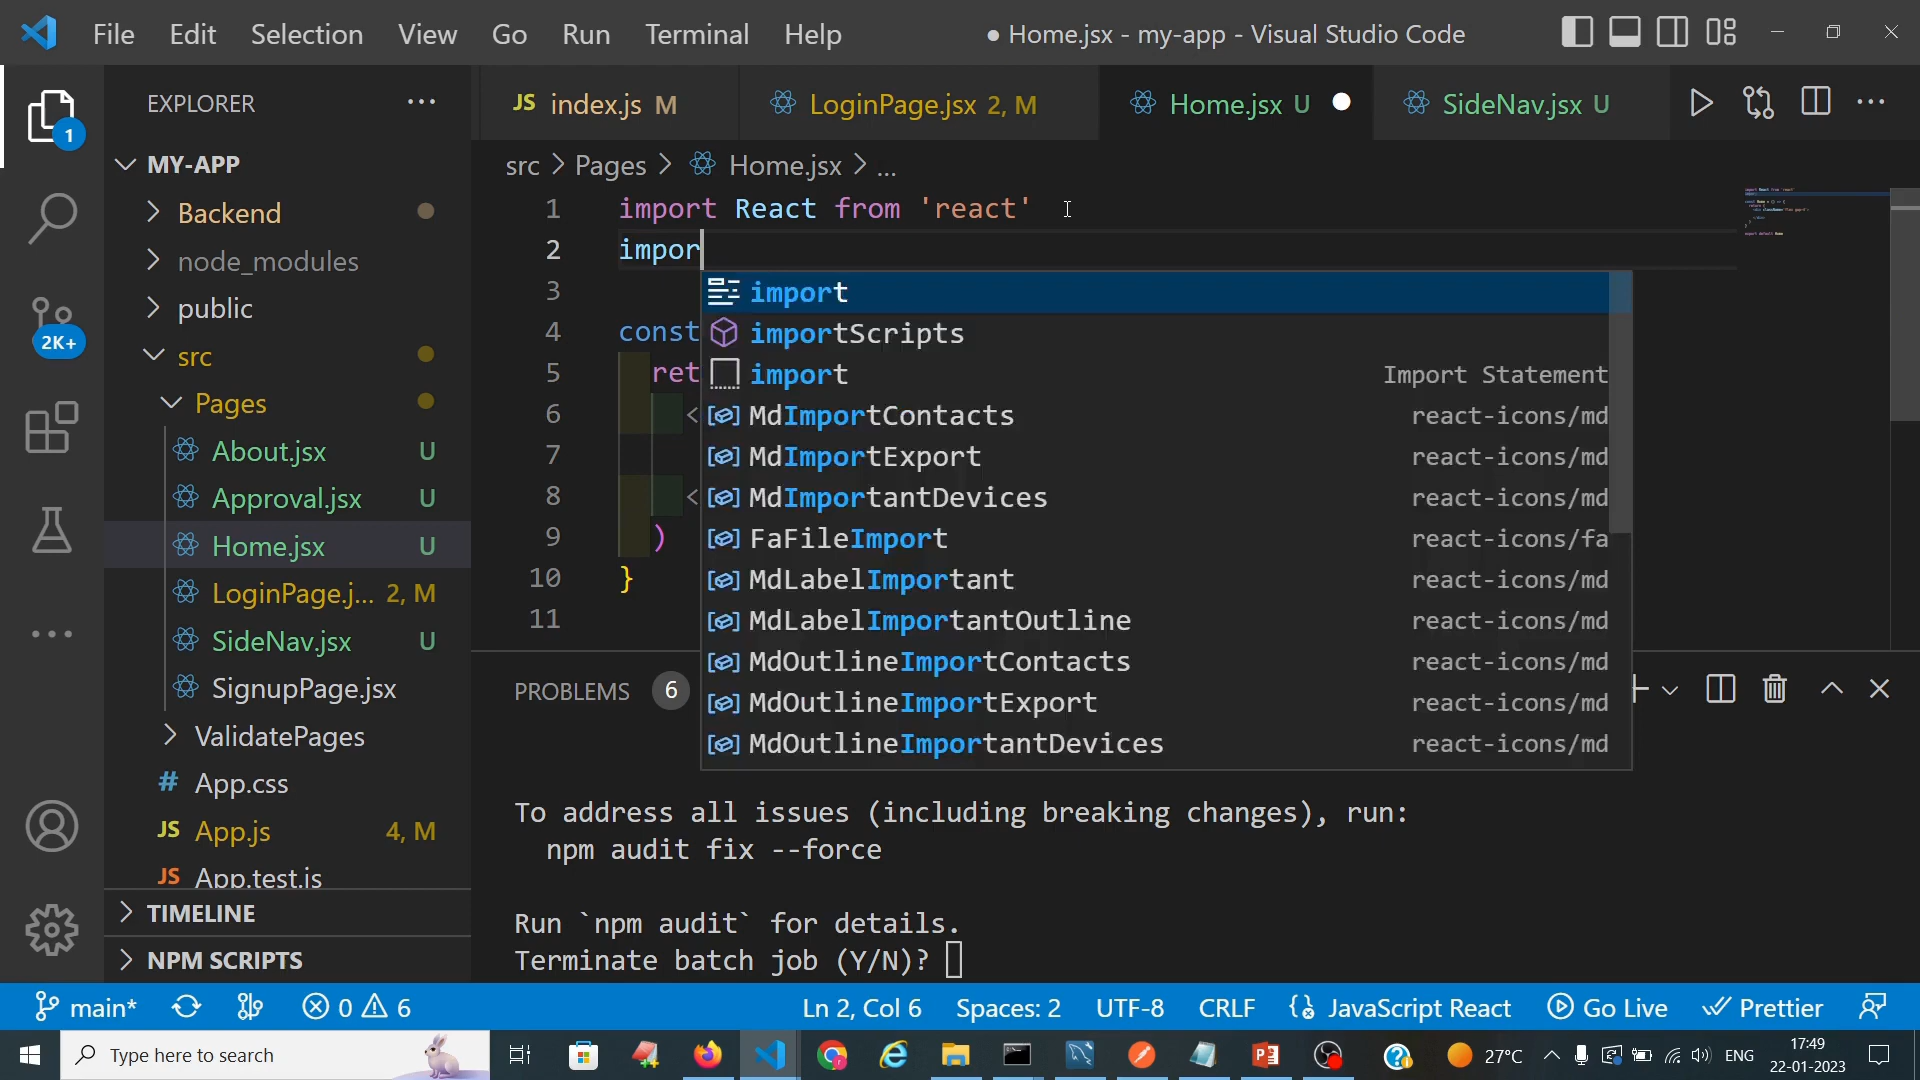 File Edit Selection View Go Run Terminal Help
● Home.jsx - my-app - Visual Studio Code
EXPLORER
1
MY-APP
Backend
node_modules
public
2K+
src
Pages
About.jsx U
Approval.jsx U
Home.jsx U
LoginPage.j... 2, M
SideNav.jsx U
SignupPage.jsx
ValidatePages
# App.css
JS App.js 4, M
JS App.test.js
TIMELINE
NPM SCRIPTS
JS index.js M
LoginPage.jsx 2, M
Home.jsx U
SideNav.jsx U
src > Pages > Home.jsx > ...
1 import React from 'react'
2 impor
3
4 const
5 ret
6 <
7
8 <
9 )
10 }
11
import
importScripts
import Import Statement
MdImportContacts react-icons/md
MdImportExport react-icons/md
MdImportantDevices react-icons/md
FaFileImport react-icons/fa
MdLabelImportant react-icons/md
MdLabelImportantOutline react-icons/md
MdOutlineImportContacts react-icons/md
MdOutlineImportExport react-icons/md
MdOutlineImportantDevices react-icons/md
PROBLEMS 6
To address all issues (including breaking changes), run:
npm audit fix --force
Run `npm audit` for details.
Terminate batch job (Y/N)?
main* 0 6 Ln 2, Col 6 Spaces: 2 UTF-8 CRLF JavaScript React Go Live Prettier
Type here to search
27°C ENG
17:49
22-01-2023